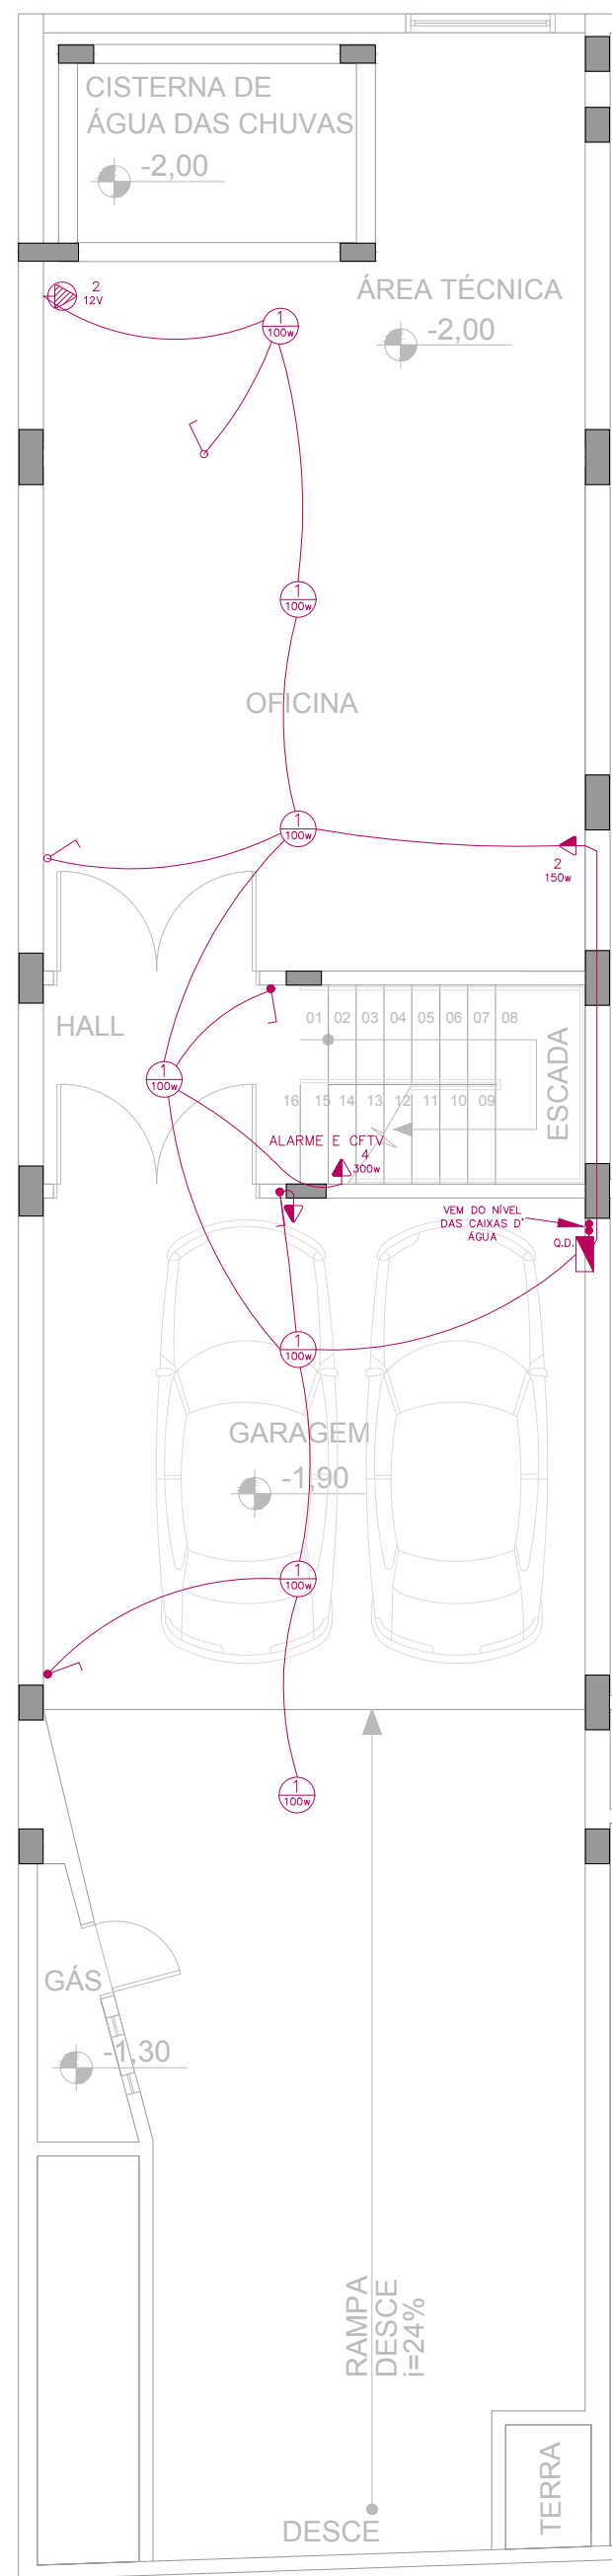 CISTERNA DE
ÁGUA DAS CHUVAS
-2,00
2
12V
ÁREA TÉCNICA
-2,00
1
100w
1
100w
OFICINA
1
100w
2
150w
HALL
01 02 03 04 05 06 07 08
ESCADA
1
100w
16 15 14 13 12 11 10 09
ALARME E CFTV
4
300w
VEM DO NÍVEL
DAS CAIXAS D'
ÁGUA
Q.D.
1
100w
GARAGEM
-1,90
1
100w
1
100w
GÁS
-1,30
RAMPA
DESCE
i=24%
TERRA
DESCE